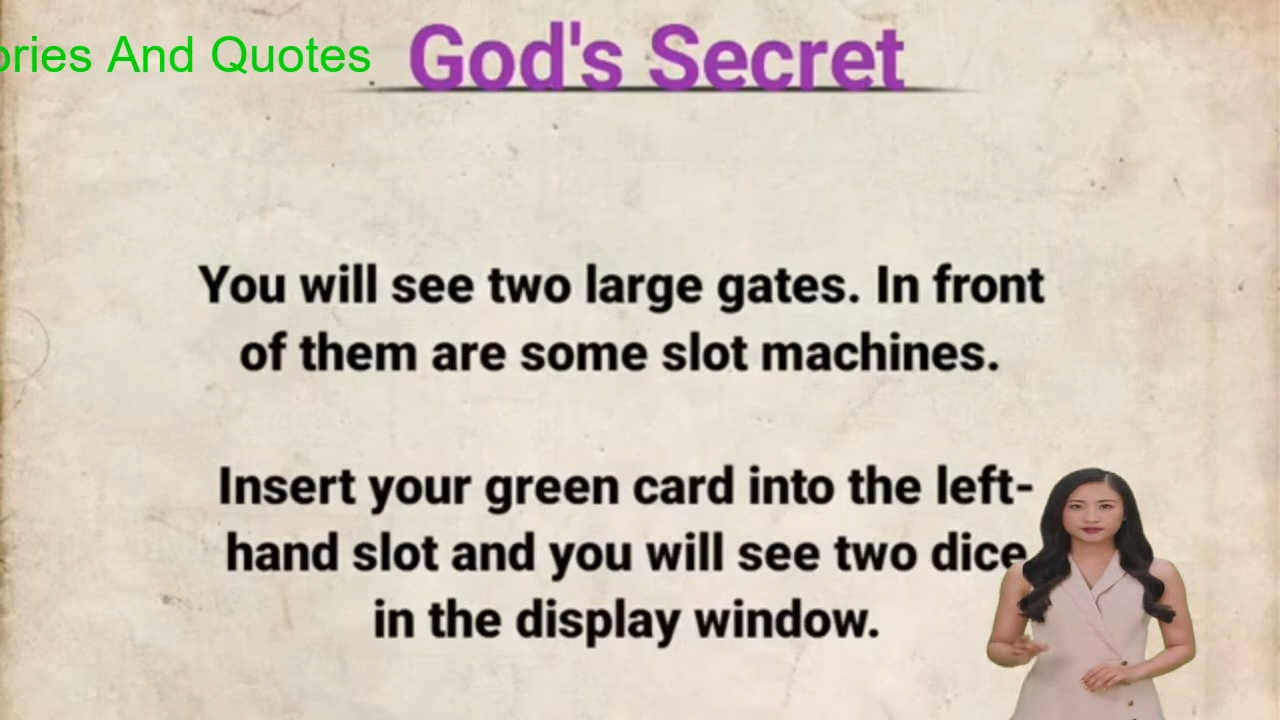 ories And Quotes
God's Secret
You will see two large gates. In front
of them are some slot machines.
Insert your green card into the left-
hand slot and you will see two dice
in the display window.